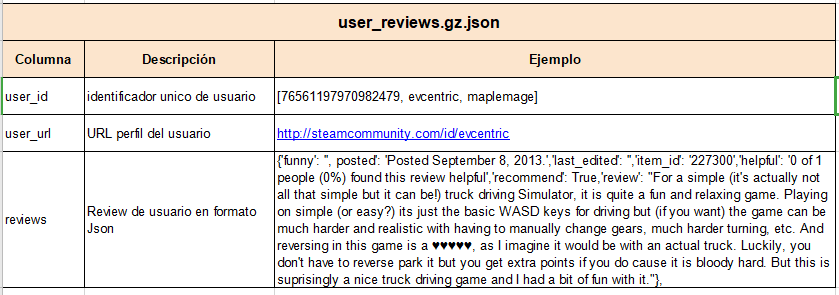 user_reviews.gz.json
Columna Descripción Ejemplo
user_id identificador unico de usuario [76561197970982479, evcentric, maplemage]
user_url URL perfil del usuario http://steamcommunity.com/id/evcentric
{'funny': '', posted': 'Posted September 8, 2013.','last_edited': '','item_id': '227300','helpful': '0 of 1
people (0%) found this review helpful','recommend': True,'review': "For a simple (it's actually not
all that simple but it can be!) truck driving Simulator, it is quite a fun and relaxing game. Playing
on simple (or easy?) its just the basic WASD keys for driving but (if you want) the game can be
much harder and realistic with having to manually change gears, much harder turning, etc. And
reviews Review de usuario en formato Json reversing in this game is a ♥♥♥♥♥, as I imagine it would be with an actual truck. Luckily, you
don't have to reverse park it but you get extra points if you do cause it is bloody hard. But this is
suprisingly a nice truck driving game and I had a bit of fun with it."},